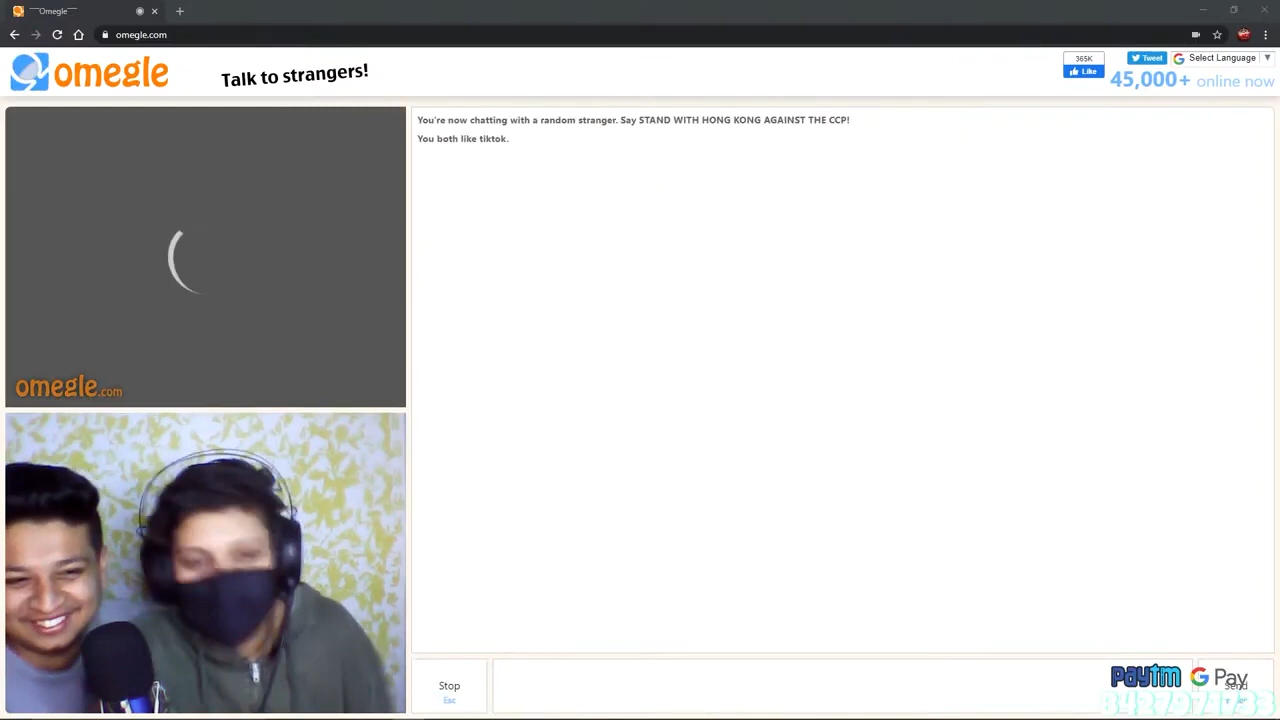 Omegle
omegle.com
omegle
Talk to strangers!
365K
Like
Tweet
Select Language
45,000+ online now
You're now chatting with a random stranger. Say STAND WITH HONG KONG AGAINST THE CCP!
You both like tiktok.
omegle.com
Stop
Esc
paytm
G Pay
Send